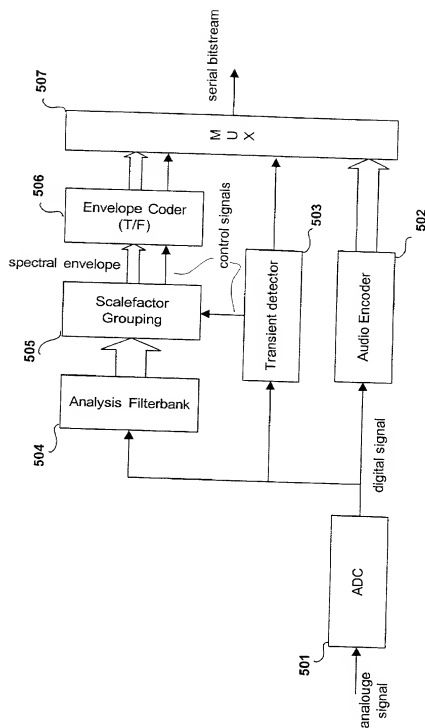 analouge
signal
501
ADC
digital signal
504
Analysis Filterbank
505
Scalefactor
Grouping
spectral envelope
506
Envelope Coder
(T/F)
control signals
503
Transient detector
502
Audio Encoder
507
M
U
X
serial bitstream